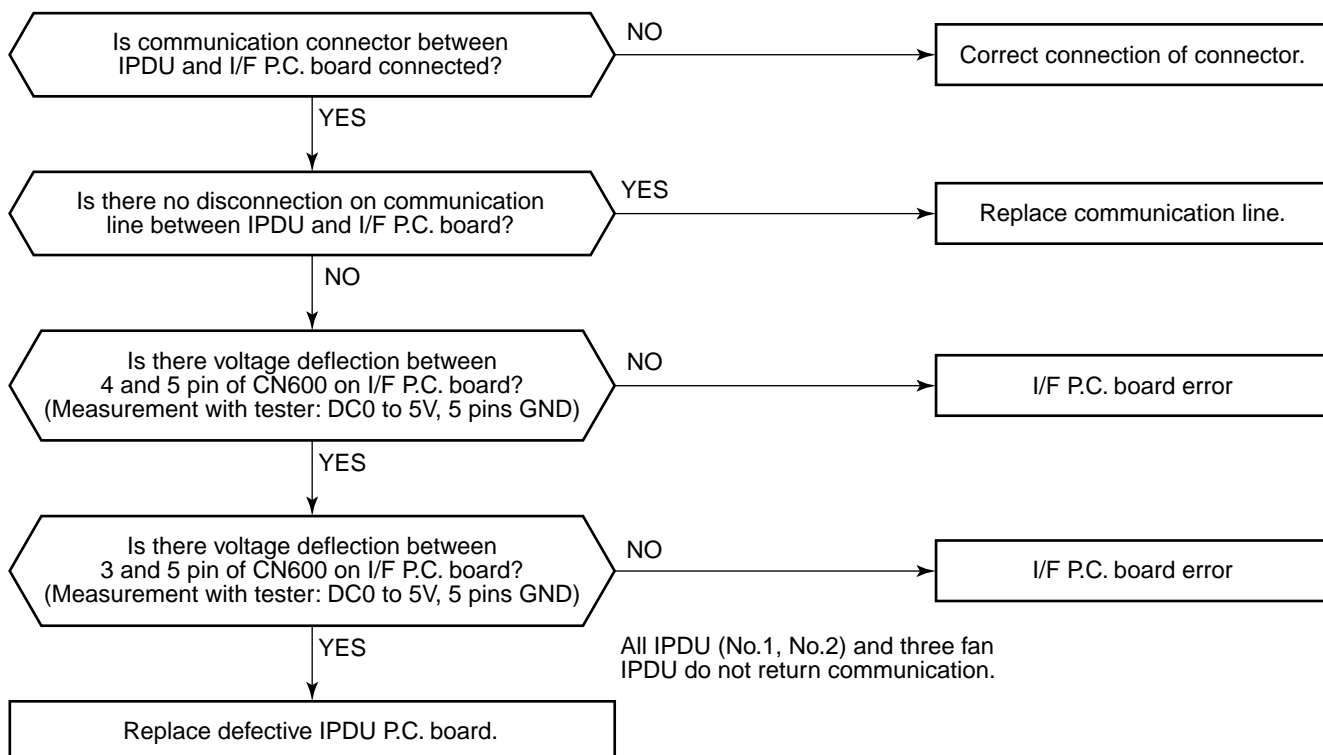 Is communication connector between
IPDU and I/F P.C. board connected?
NO
Correct connection of connector.
YES
Is there no disconnection on communication
line between IPDU and I/F P.C. board?
YES
Replace communication line.
NO
Is there voltage deflection between
4 and 5 pin of CN600 on I/F P.C. board?
(Measurement with tester: DC0 to 5V, 5 pins GND)
NO
I/F P.C. board error
YES
Is there voltage deflection between
3 and 5 pin of CN600 on I/F P.C. board?
(Measurement with tester: DC0 to 5V, 5 pins GND)
NO
I/F P.C. board error
YES
All IPDU (No.1, No.2) and three fan
IPDU do not return communication.
Replace defective IPDU P.C. board.